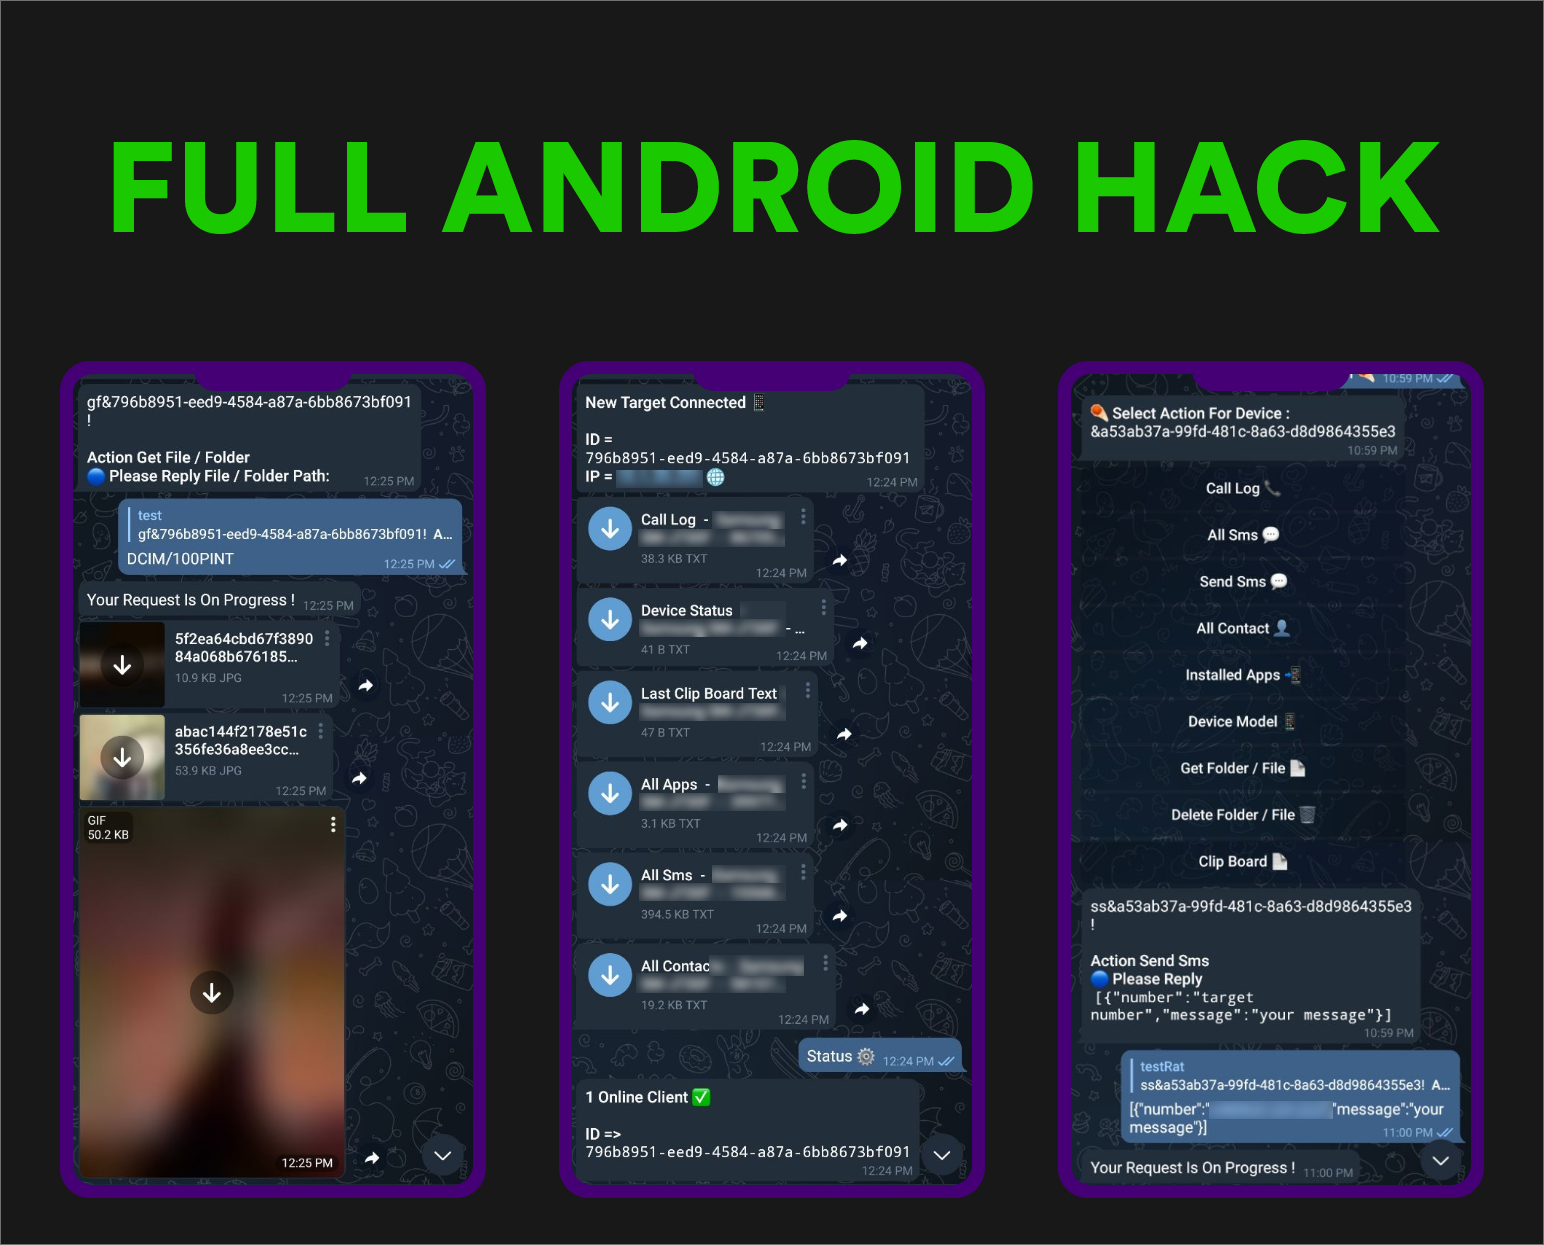 FULL ANDROID HACK
gf&796b8951-eed9-4584-a87a-6bb8673bf091
!
Action Get File / Folder
Please Reply File / Folder Path:
12:25 PM
test
gf&796b8951-eed9-4584-a87a-6bb8673bf091! A...
DCIM/100PINT
12:25 PM
Your Request Is On Progress ! 12:25 PM
5f2ea64cbd67f3890
84a068b676185...
10.9 KB JPG
12:25 PM
abac144f2178e51c
356fe36a8ee3cc...
53.9 KB JPG
12:25 PM
GIF
50.2 KB
12:25 PM
New Target Connected
ID =
796b8951-eed9-4584-a87a-6bb8673bf091
IP =
12:24 PM
Call Log -
38.3 KB TXT
12:24 PM
Device Status
- ...
41 B TXT
12:24 PM
Last Clip Board Text
47 B TXT
12:24 PM
All Apps -
3.1 KB TXT
12:24 PM
All Sms -
394.5 KB TXT
12:24 PM
All Contac
19.2 KB TXT
12:24 PM
Status 12:24 PM
1 Online Client
ID =>
796b8951-eed9-4584-a87a-6bb8673bf091
12:24 PM
10:59 PM
Select Action For Device :
&a53ab37a-99fd-481c-8a63-d8d9864355e3
10:59 PM
Call Log
All Sms
Send Sms
All Contact
Installed Apps
Device Model
Get Folder / File
Delete Folder / File
Clip Board
ss&a53ab37a-99fd-481c-8a63-d8d9864355e3
!
Action Send Sms
Please Reply
[{"number":"target
number","message":"your message"}]
10:59 PM
testRat
ss&a53ab37a-99fd-481c-8a63-d8d9864355e3! A...
[{"number":" "message":"your
message"}]
11:00 PM
Your Request Is On Progress ! 11:00 PM